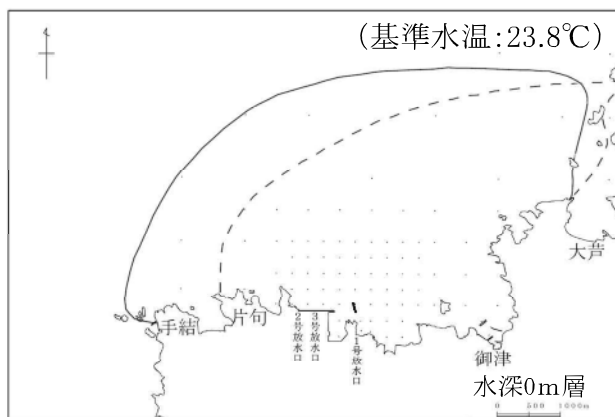 (基準水温:23.8℃)
大芦
手結
片句
2号放水口
3号放水口
1号放水口
御津
水深0m層
0 500 1000m